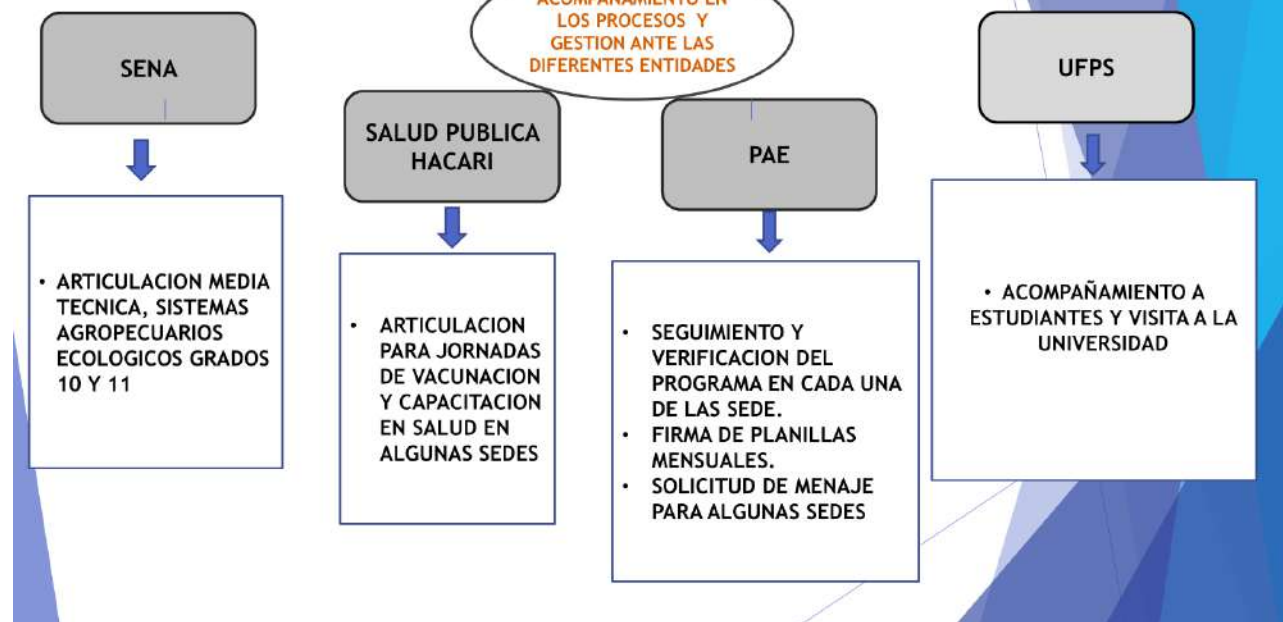 ACOMPAÑAMIENTO EN
LOS PROCESOS Y
GESTION ANTE LAS
DIFERENTES ENTIDADES
SENA
• ARTICULACION MEDIA
TECNICA, SISTEMAS
AGROPECUARIOS
ECOLOGICOS GRADOS
10 Y 11
SALUD PUBLICA
HACARI
• ARTICULACION
PARA JORNADAS
DE VACUNACION
Y CAPACITACION
EN SALUD EN
ALGUNAS SEDES
PAE
• SEGUIMIENTO Y
VERIFICACION DEL
PROGRAMA EN CADA UNA
DE LAS SEDE.
• FIRMA DE PLANILLAS
MENSUALES.
• SOLICITUD DE MENAJE
PARA ALGUNAS SEDES
UFPS
• ACOMPAÑAMIENTO A
ESTUDIANTES Y VISITA A LA
UNIVERSIDAD